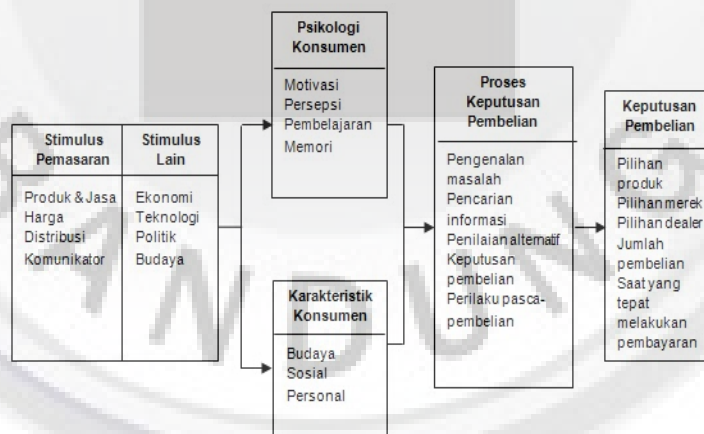 Psikologi
Konsumen
Motivasi
Persepsi
Pembelajaran
Memori
Stimulus
Pemasaran
Produk & Jasa
Harga
Distribusi
Komunikator
Stimulus
Lain
Ekonomi
Teknologi
Politik
Budaya
Karakteristik
Konsumen
Budaya
Sosial
Personal
Proses
Keputusan
Pembelian
Pengenalan
masalah
Pencarian
informasi
Penilaian alternatif
Keputusan
pembelian
Perilaku pasca-
pembelian
Keputusan
Pembelian
Pilihan
produk
Pilihan merek
Pilihan dealer
Jumlah
pembelian
Saat yang
tepat
melakukan
pembayaran
BANDUNG